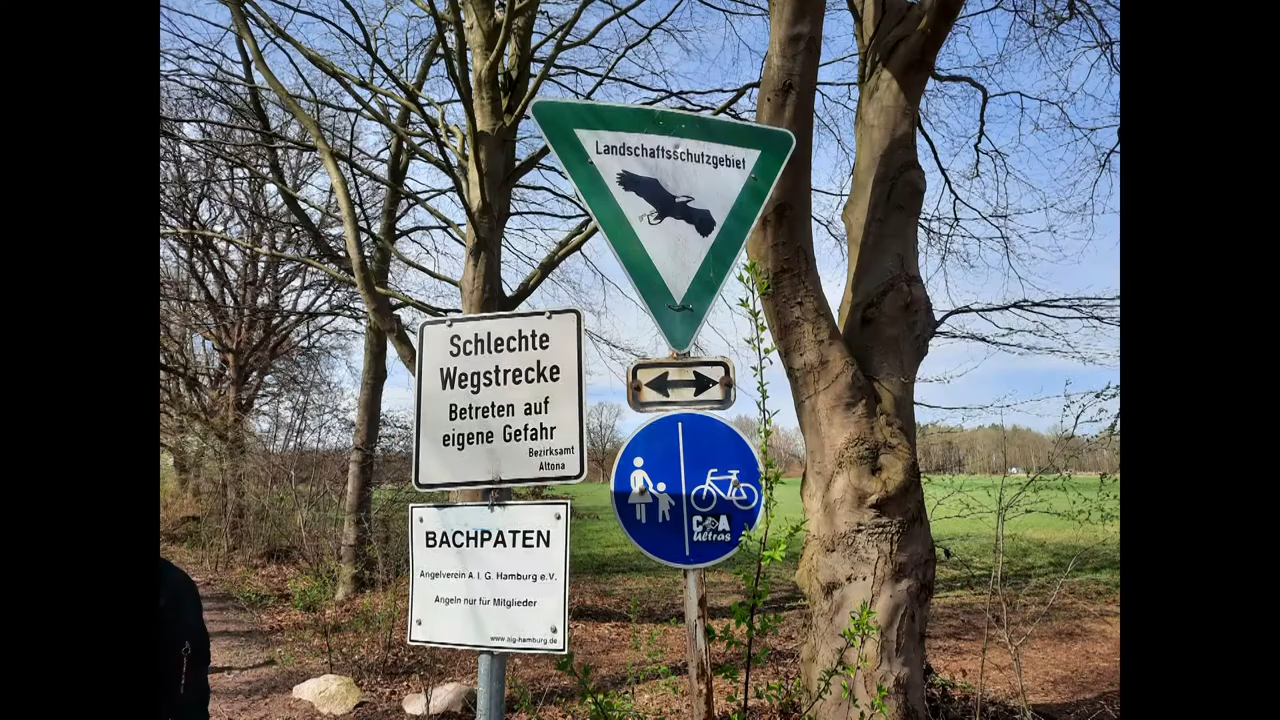 Landschaftsschutzgebiet
Schlechte
Wegstrecke
Betreten auf
eigene Gefahr
Bezirksamt
Altona
BACHPATEN
Angelverein A. I. G. Hamburg e.V.
Angeln nur für Mitglieder
www.aig-hamburg.de
Ultras